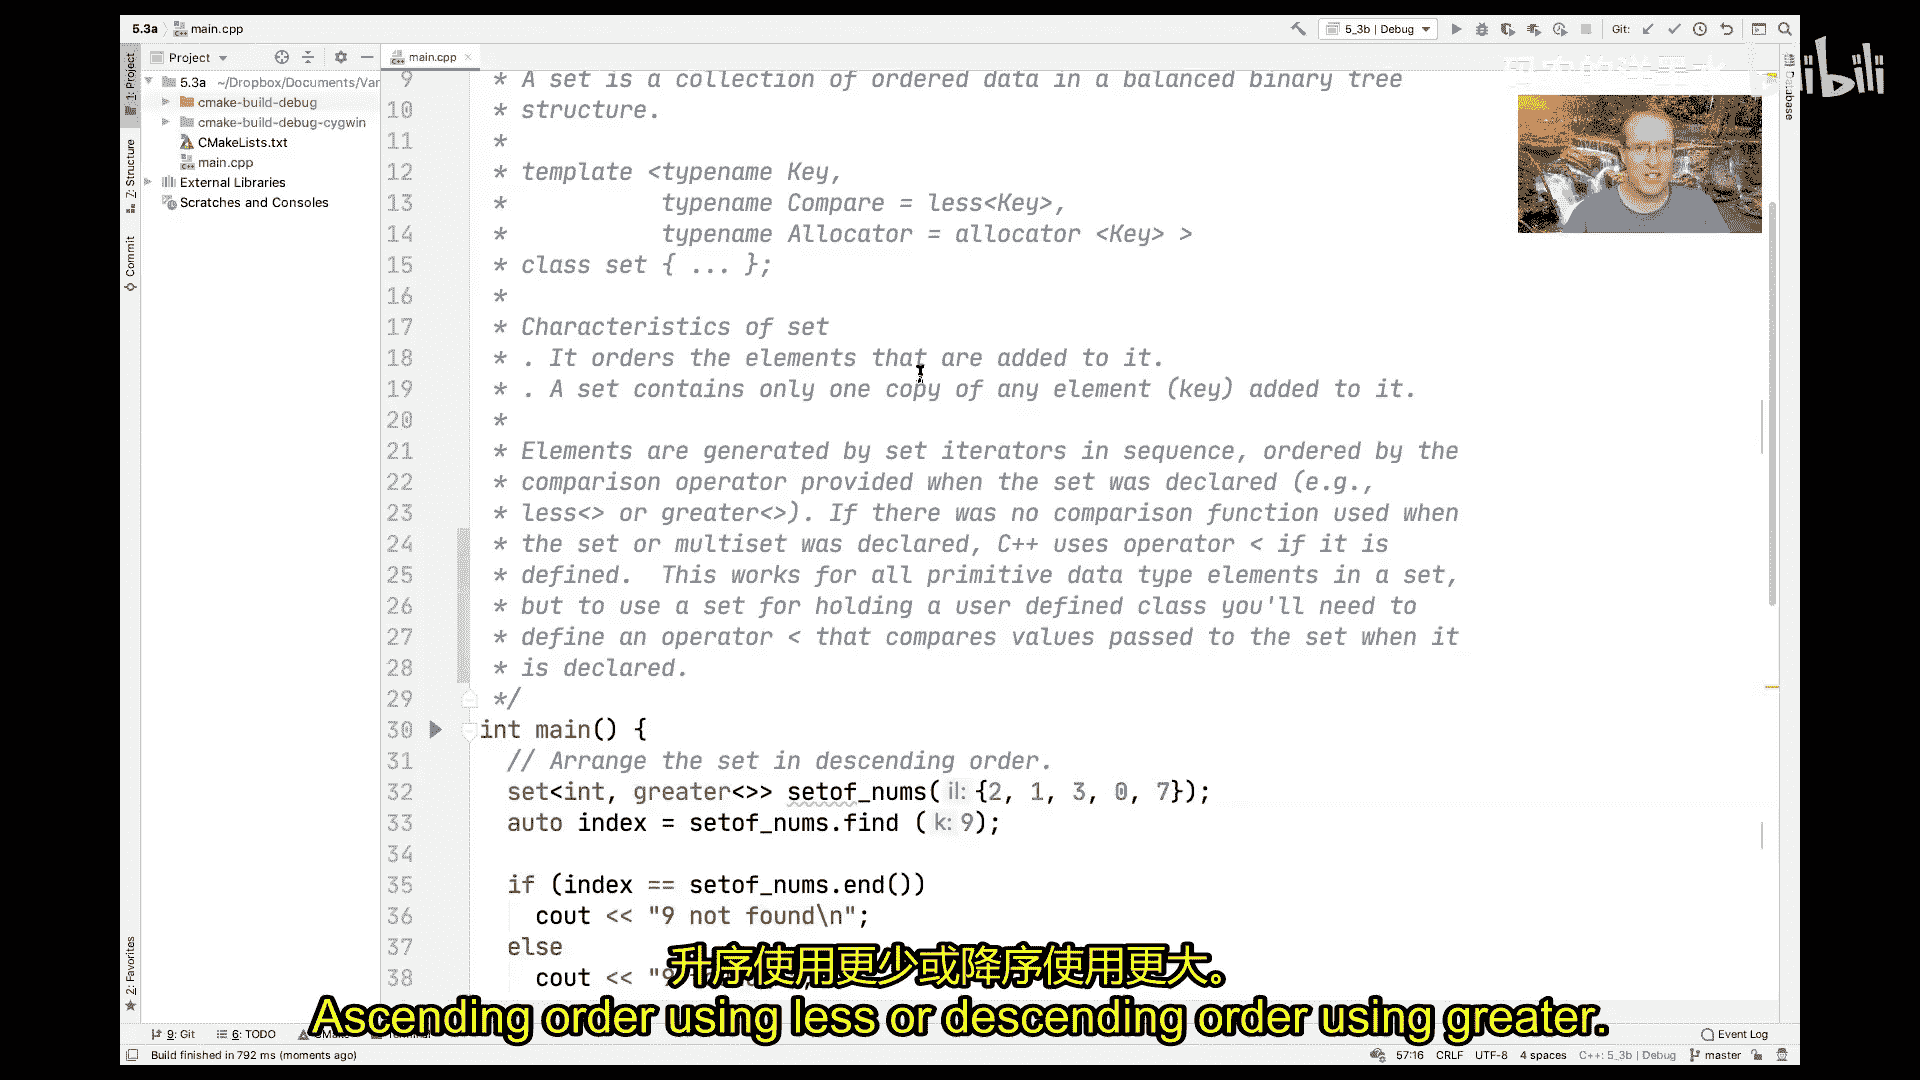 5.3a main.cpp 5_3b | Debug Git:
Project main.cpp
1: Project
7: Structure
Commit
2: Favorites
Database
bilibili
5.3a ~/Dropbox/Documents/Var
cmake-build-debug
cmake-build-debug-cygwin
CMakeLists.txt
main.cpp
External Libraries
Scratches and Consoles
9 * A set is a collection of ordered data in a balanced binary tree
10 * structure.
11 *
12 * template <typename Key,
13 * typename Compare = less<Key>,
14 * typename Allocator = allocator <Key> >
15 * class set { ... };
16 *
17 * Characteristics of set
18 * . It orders the elements that are added to it.
19 * . A set contains only one copy of any element (key) added to it.
20 *
21 * Elements are generated by set iterators in sequence, ordered by the
22 * comparison operator provided when the set was declared (e.g.,
23 * less<> or greater<>). If there was no comparison function used when
24 * the set or multiset was declared, C++ uses operator < if it is
25 * defined.  This works for all primitive data type elements in a set,
26 * but to use a set for holding a user defined class you'll need to
27 * define an operator < that compares values passed to the set when it
28 * is declared.
29 */
30 int main() {
31 // Arrange the set in descending order.
32 set<int, greater<>> setof_nums( il: {2, 1, 3, 0, 7});
33 auto index = setof_nums.find ( k: 9);
34
35 if (index == setof_nums.end())
36 cout << "9 not found\n";
37 else
38 cout << "9
升序使用更少或降序使用更大。
Ascending order using less or descending order using greater.
9: Git 6: TODO Event Log
Build finished in 792 ms (moments ago) 57:16 CRLF UTF-8 4 spaces C++: 5_3b | Debug master